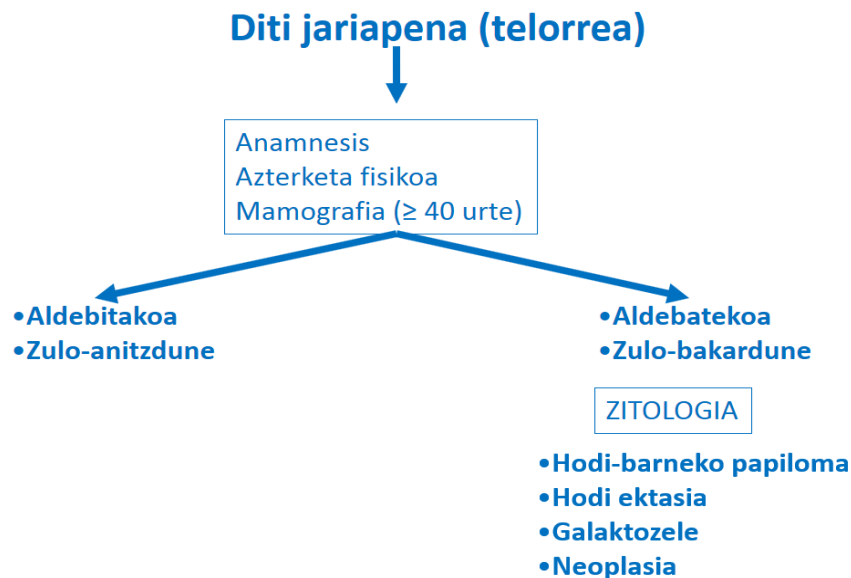 Diti jariapena (telorrea)
Anamnesis
Azterketa fisikoa
Mamografia (≥ 40 urte)
•Aldebitakoa
•Zulo-anitzdune
•Aldebatekoa
•Zulo-bakardune
ZITOLOGIA
•Hodi-barneko papiloma
•Hodi ektasia
•Galaktozele
•Neoplasia